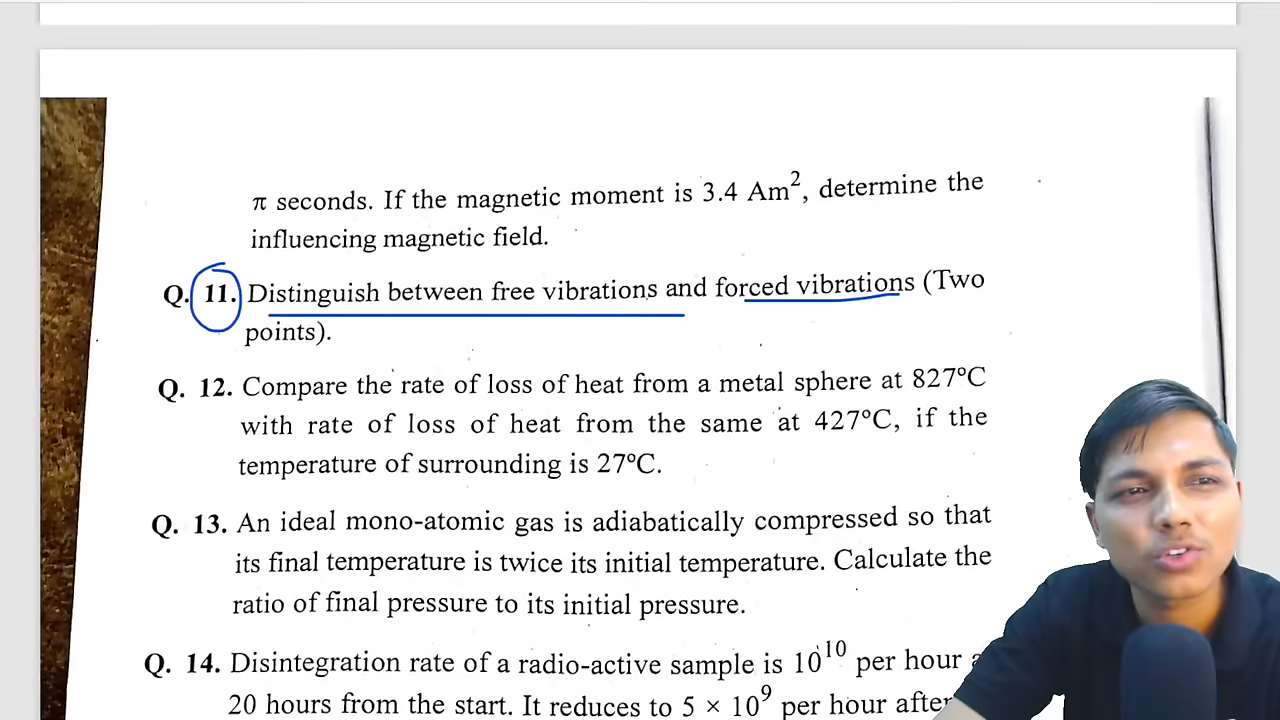 π seconds. If the magnetic moment is 3.4 Am², determine the
influencing magnetic field.
Q. 11. Distinguish between free vibrations and forced vibrations (Two
points).
Q. 12. Compare the rate of loss of heat from a metal sphere at 827°C
with rate of loss of heat from the same at 427°C, if the
temperature of surrounding is 27°C.
Q. 13. An ideal mono-atomic gas is adiabatically compressed so that
its final temperature is twice its initial temperature. Calculate the
ratio of final pressure to its initial pressure.
Q. 14. Disintegration rate of a radio-active sample is 10¹⁰ per hour
20 hours from the start. It reduces to 5 × 10⁹ per hour after